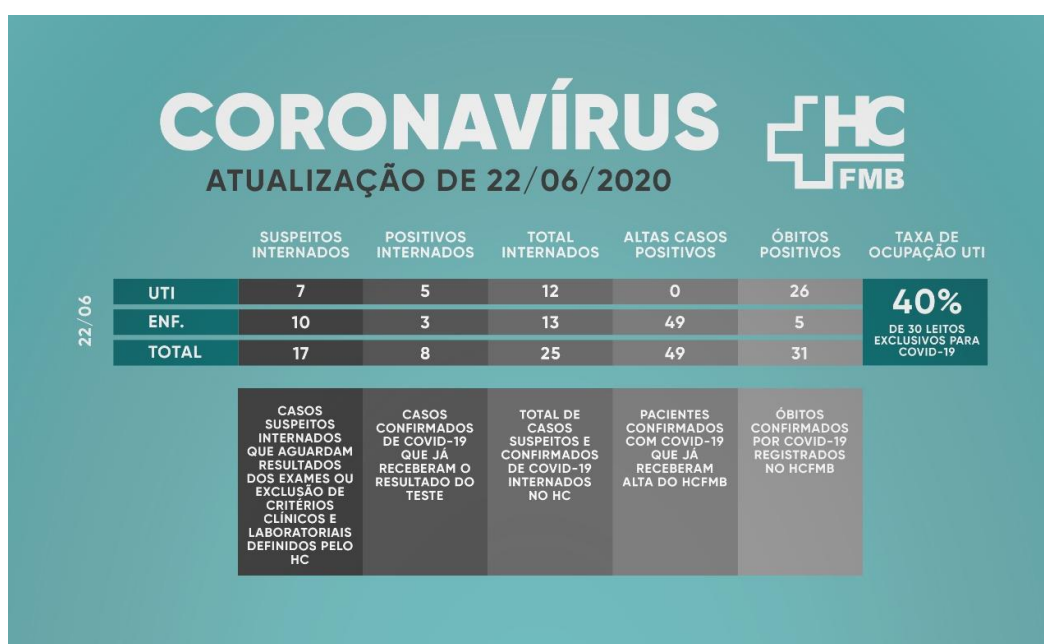 CORONAVÍRUS
ATUALIZAÇÃO DE 22/06/2020
HC
FMB
SUSPEITOS
INTERNADOS
POSITIVOS
INTERNADOS
TOTAL
INTERNADOS
ALTAS CASOS
POSITIVOS
ÓBITOS
POSITIVOS
TAXA DE
OCUPAÇÃO UTI
22/06
UTI 7 5 12 0 26
ENF. 10 3 13 49 5
TOTAL 17 8 25 49 31
40%
DE 30 LEITOS
EXCLUSIVOS PARA
COVID-19
CASOS
SUSPEITOS
INTERNADOS
QUE AGUARDAM
RESULTADOS
DOS EXAMES OU
EXCLUSÃO DE
CRITÉRIOS
CLÍNICOS E
LABORATORIAIS
DEFINIDOS PELO
HC
CASOS
CONFIRMADOS
DE COVID-19
QUE JÁ
RECEBERAM O
RESULTADO DO
TESTE
TOTAL DE
CASOS
SUSPEITOS E
CONFIRMADOS
DE COVID-19
INTERNADOS
NO HC
PACIENTES
CONFIRMADOS
COM COVID-19
QUE JÁ
RECEBERAM
ALTA DO HCFMB
ÓBITOS
CONFIRMADOS
POR COVID-19
REGISTRADOS
NO HCFMB